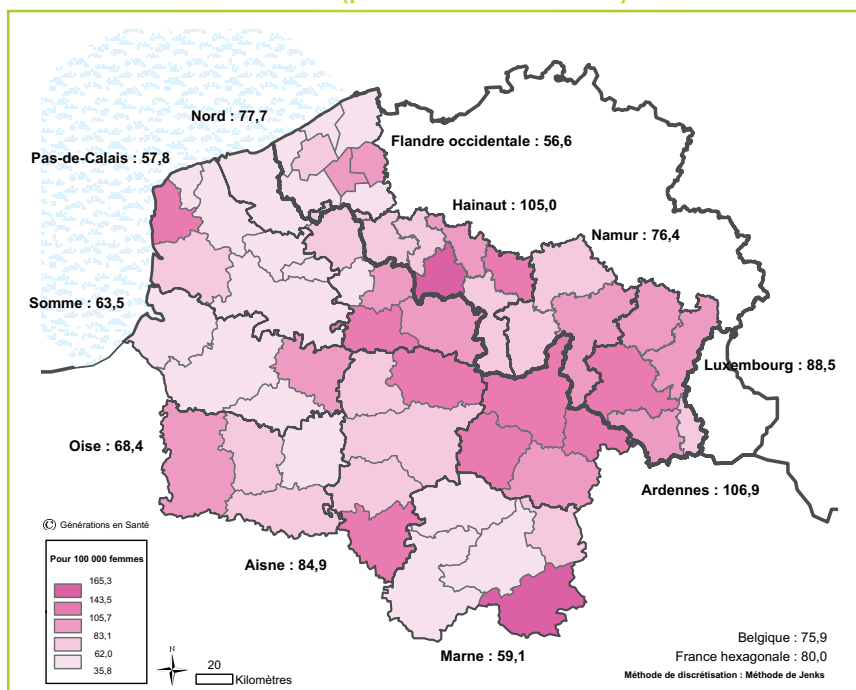 Nord : 77,7
Flandre occidentale : 56,6
Pas-de-Calais : 57,8
Hainaut : 105,0
Namur : 76,4
Somme : 63,5
Luxembourg : 88,5
Oise : 68,4
Ardennes : 106,9
© Générations en Santé
Pour 100 000 femmes
165,3
143,5
105,7
83,1
62,0
35,8
Aisne : 84,9
N
20
Kilomètres
Marne : 59,1
Belgique : 75,9
France hexagonale : 80,0
Méthode de discrétisation : Méthode de Jenks